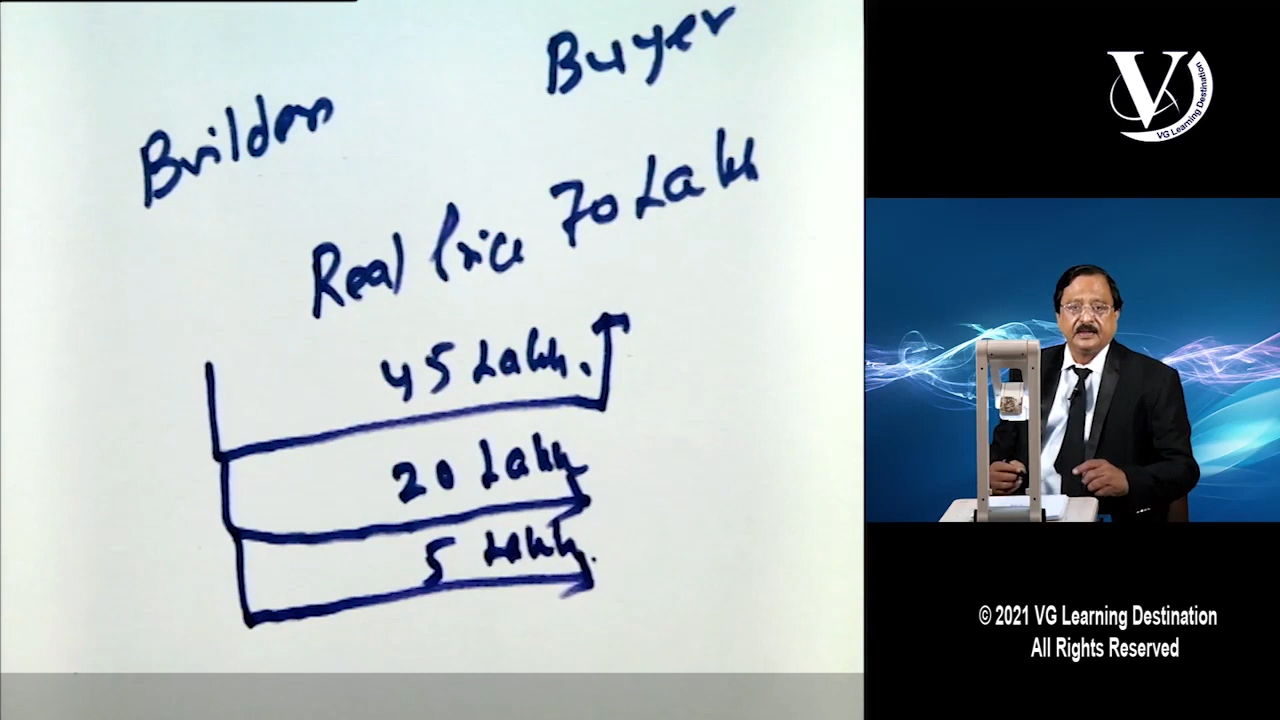 Buyer
Builder
Real Price 70 Lakh
45 Lakh.
20 Lakh
5 Lakh.
V
VG Learning Destination
© 2021 VG Learning Destination
All Rights Reserved